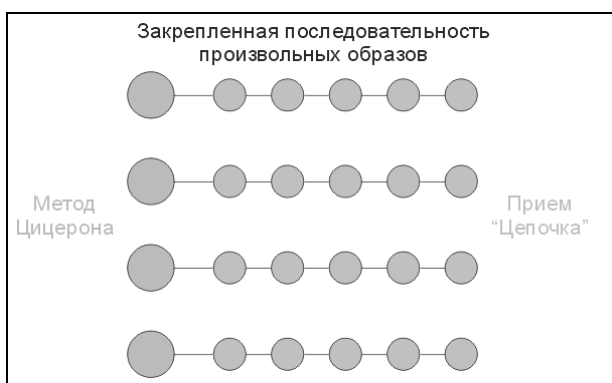 Закрепленная последовательность
произвольных образов
Метод
Цицерона
Прием
“Цепочка”